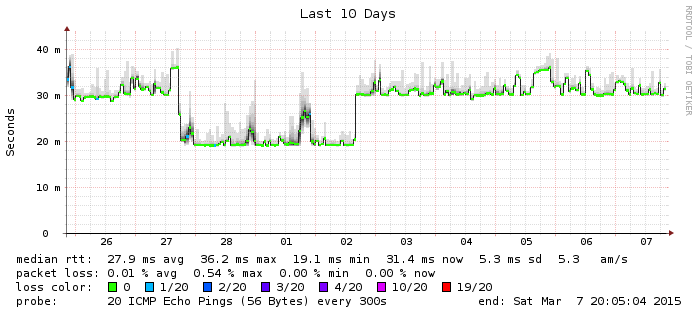 Last 10 Days
RRDTOOL / TOBI OETIKER
Seconds
40 m
30 m
20 m
10 m
0
26 27 28 01 02 03 04 05 06 07
median rtt: 27.9 ms avg 36.2 ms max 19.1 ms min 31.4 ms now 5.3 ms sd 5.3 am/s
packet loss: 0.01 % avg 0.54 % max 0.00 % min 0.00 % now
loss color: 0 1/20 2/20 3/20 4/20 10/20 19/20
probe: 20 ICMP Echo Pings (56 Bytes) every 300s end: Sat Mar 7 20:05:04 2015